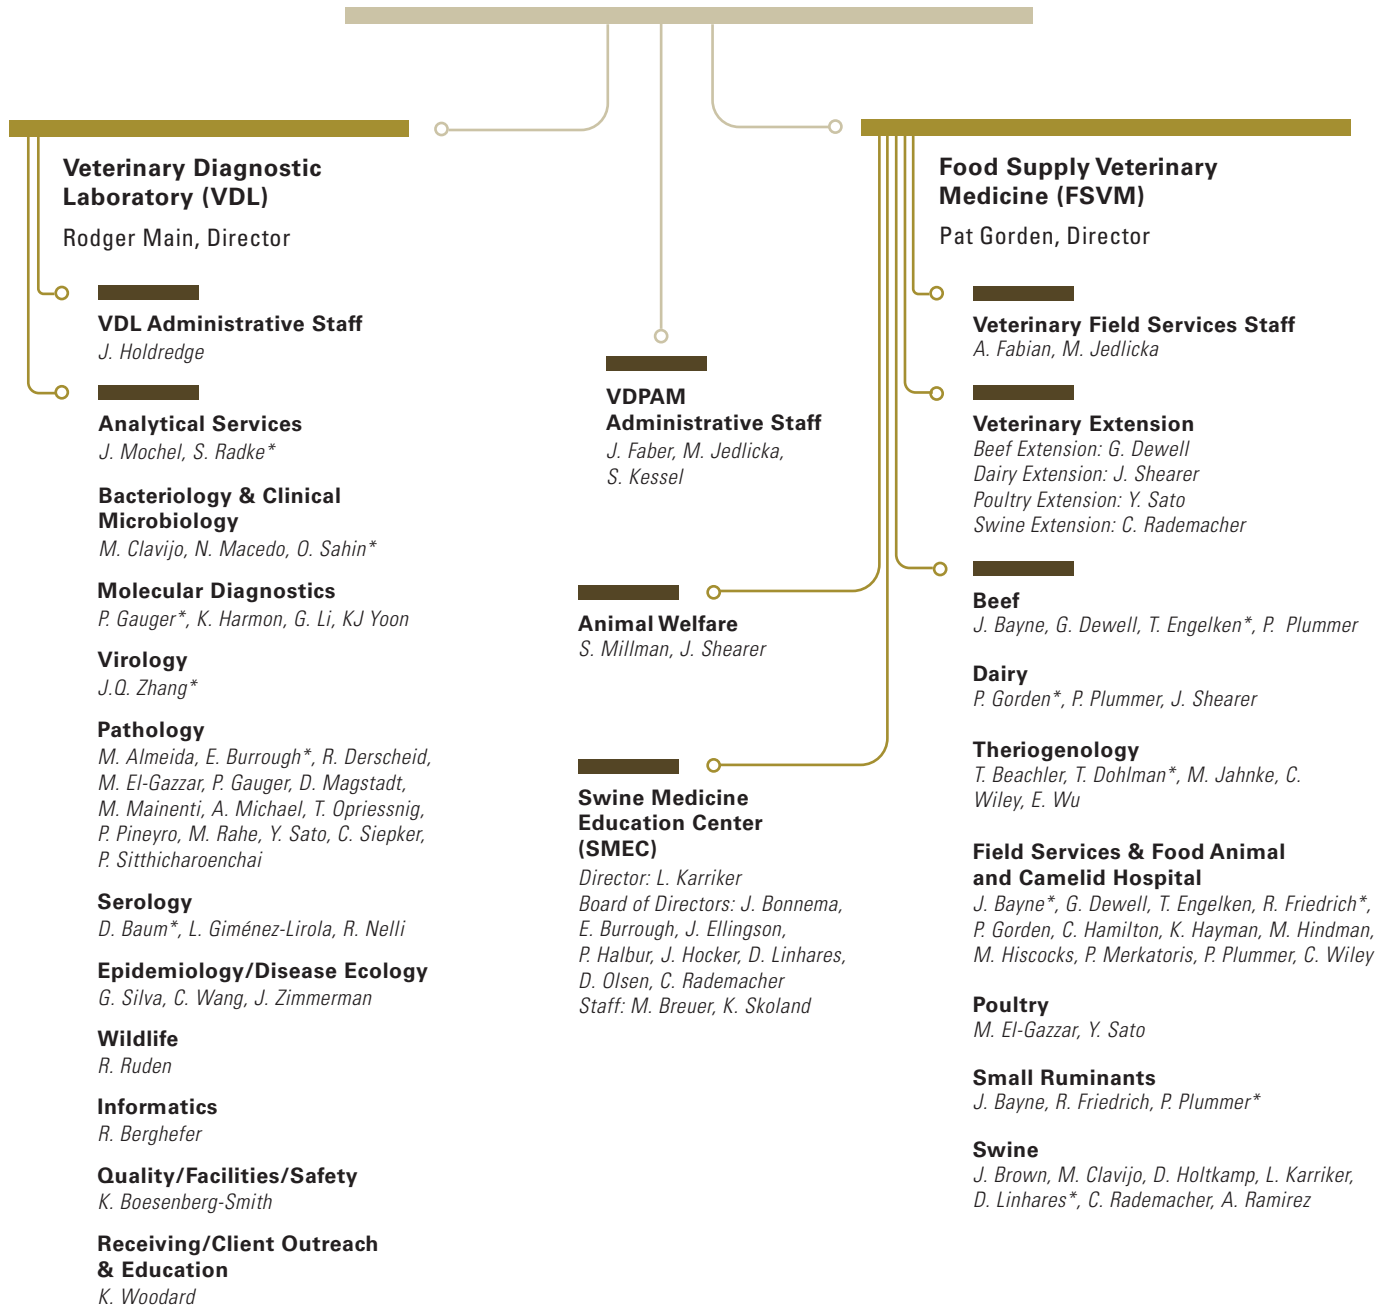 Veterinary Diagnostic
Laboratory (VDL)
Rodger Main, Director
VDL Administrative Staff
J. Holdredge
Analytical Services
J. Mochel, S. Radke*
Bacteriology & Clinical
Microbiology
M. Clavijo, N. Macedo, O. Sahin*
Molecular Diagnostics
P. Gauger*, K. Harmon, G. Li, KJ Yoon
Virology
J.Q. Zhang*
Pathology
M. Almeida, E. Burrough*, R. Derscheid,
M. El-Gazzar, P. Gauger, D. Magstadt,
M. Mainenti, A. Michael, T. Opriessnig,
P. Pineyro, M. Rahe, Y. Sato, C. Siepker,
P. Sitthicharoenchai
Serology
D. Baum*, L. Giménez-Lirola, R. Nelli
Epidemiology/Disease Ecology
G. Silva, C. Wang, J. Zimmerman
Wildlife
R. Ruden
Informatics
R. Berghefer
Quality/Facilities/Safety
K. Boesenberg-Smith
Receiving/Client Outreach
& Education
K. Woodard
VDPAM
Administrative Staff
J. Faber, M. Jedlicka,
S. Kessel
Animal Welfare
S. Millman, J. Shearer
Swine Medicine
Education Center
(SMEC)
Director: L. Karriker
Board of Directors: J. Bonnema,
E. Burrough, J. Ellingson,
P. Halbur, J. Hocker, D. Linhares,
D. Olsen, C. Rademacher
Staff: M. Breuer, K. Skoland
Food Supply Veterinary
Medicine (FSVM)
Pat Gorden, Director
Veterinary Field Services Staff
A. Fabian, M. Jedlicka
Veterinary Extension
Beef Extension: G. Dewell
Dairy Extension: J. Shearer
Poultry Extension: Y. Sato
Swine Extension: C. Rademacher
Beef
J. Bayne, G. Dewell, T. Engelken*, P. Plummer
Dairy
P. Gorden*, P. Plummer, J. Shearer
Theriogenology
T. Beachler, T. Dohlman*, M. Jahnke, C.
Wiley, E. Wu
Field Services & Food Animal
and Camelid Hospital
J. Bayne*, G. Dewell, T. Engelken, R. Friedrich*,
P. Gorden, C. Hamilton, K. Hayman, M. Hindman,
M. Hiscocks, P. Merkatoris, P. Plummer, C. Wiley
Poultry
M. El-Gazzar, Y. Sato
Small Ruminants
J. Bayne, R. Friedrich, P. Plummer*
Swine
J. Brown, M. Clavijo, D. Holtkamp, L. Karriker,
D. Linhares*, C. Rademacher, A. Ramirez